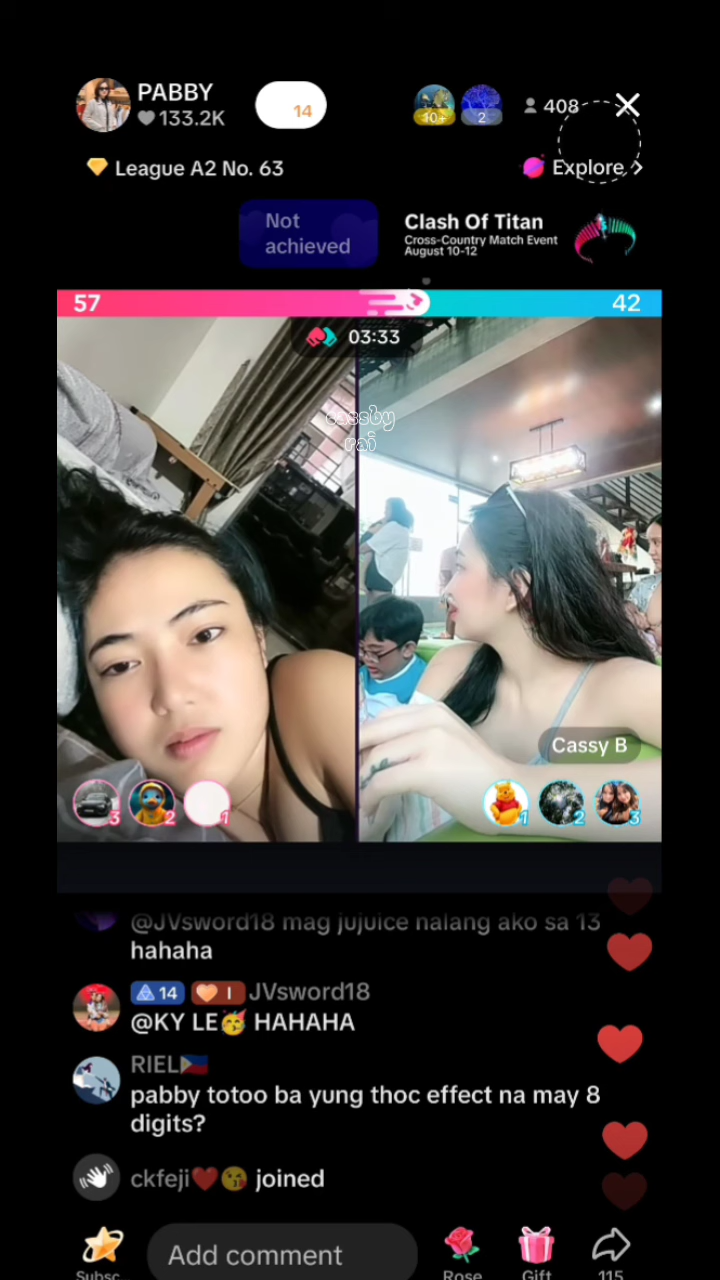 PABBY
133.2K
14
10+
2
408
League A2 No. 63
Explore
Not
achieved
Clash Of Titan
Cross-Country Match Event
August 10-12
57
42
03:33
cassby
rai
Cassy B
3
2
1
1
2
3
@JVsword18 mag jujuice nalang ako sa 13
hahaha
14 I JVsword18
@KY LE🥳 HAHAHA
RIEL🇵🇭
pabby totoo ba yung thoc effect na may 8
digits?
ckfeji❤️😘 joined
Add comment
Subsc...
Rose
Gift
115